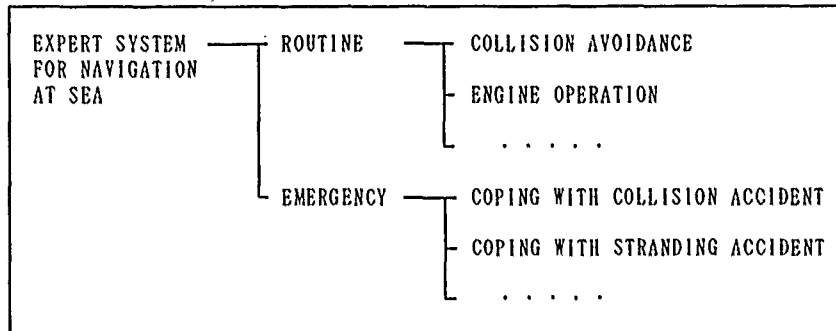 EXPERT SYSTEM
FOR NAVIGATION
AT SEA
ROUTINE
COLLISION AVOIDANCE
ENGINE OPERATION
. . . . .
EMERGENCY
COPING WITH COLLISION ACCIDENT
COPING WITH STRANDING ACCIDENT
. . . . .